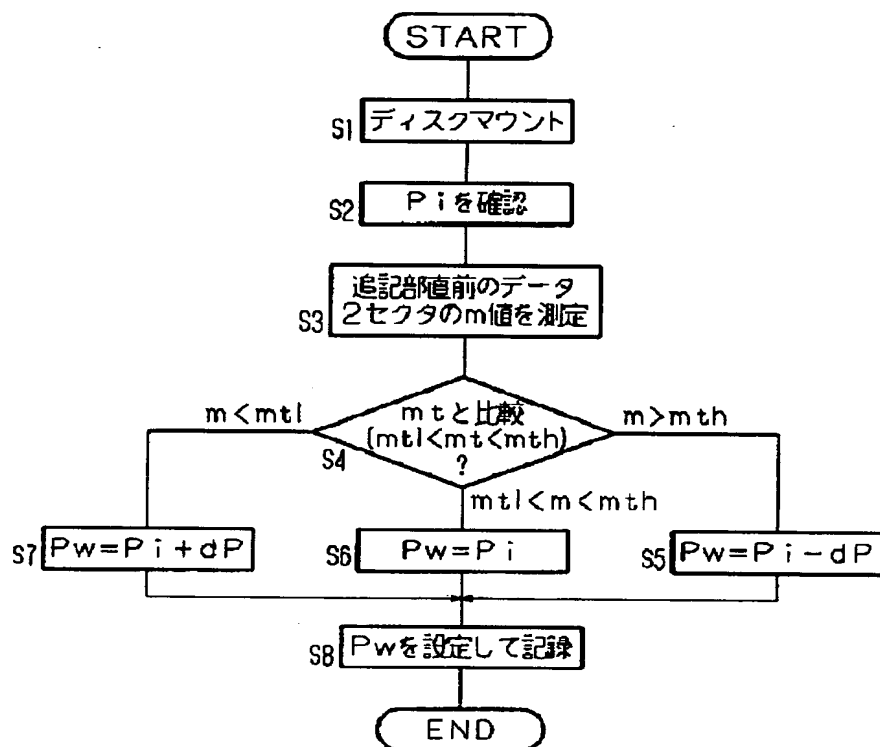 START
S1 ディスクマウント
S2 Piを確認
追記部直前のデータ
S3 2セクタのm値を測定
m<mtl
mtと比較
m>mth
(mtl<mt<mth)
S4
?
mtl<m<mth
S7 Pw=Pi+dP
S6 Pw=Pi
S5 Pw=Pi-dP
S8 Pwを設定して記録
END